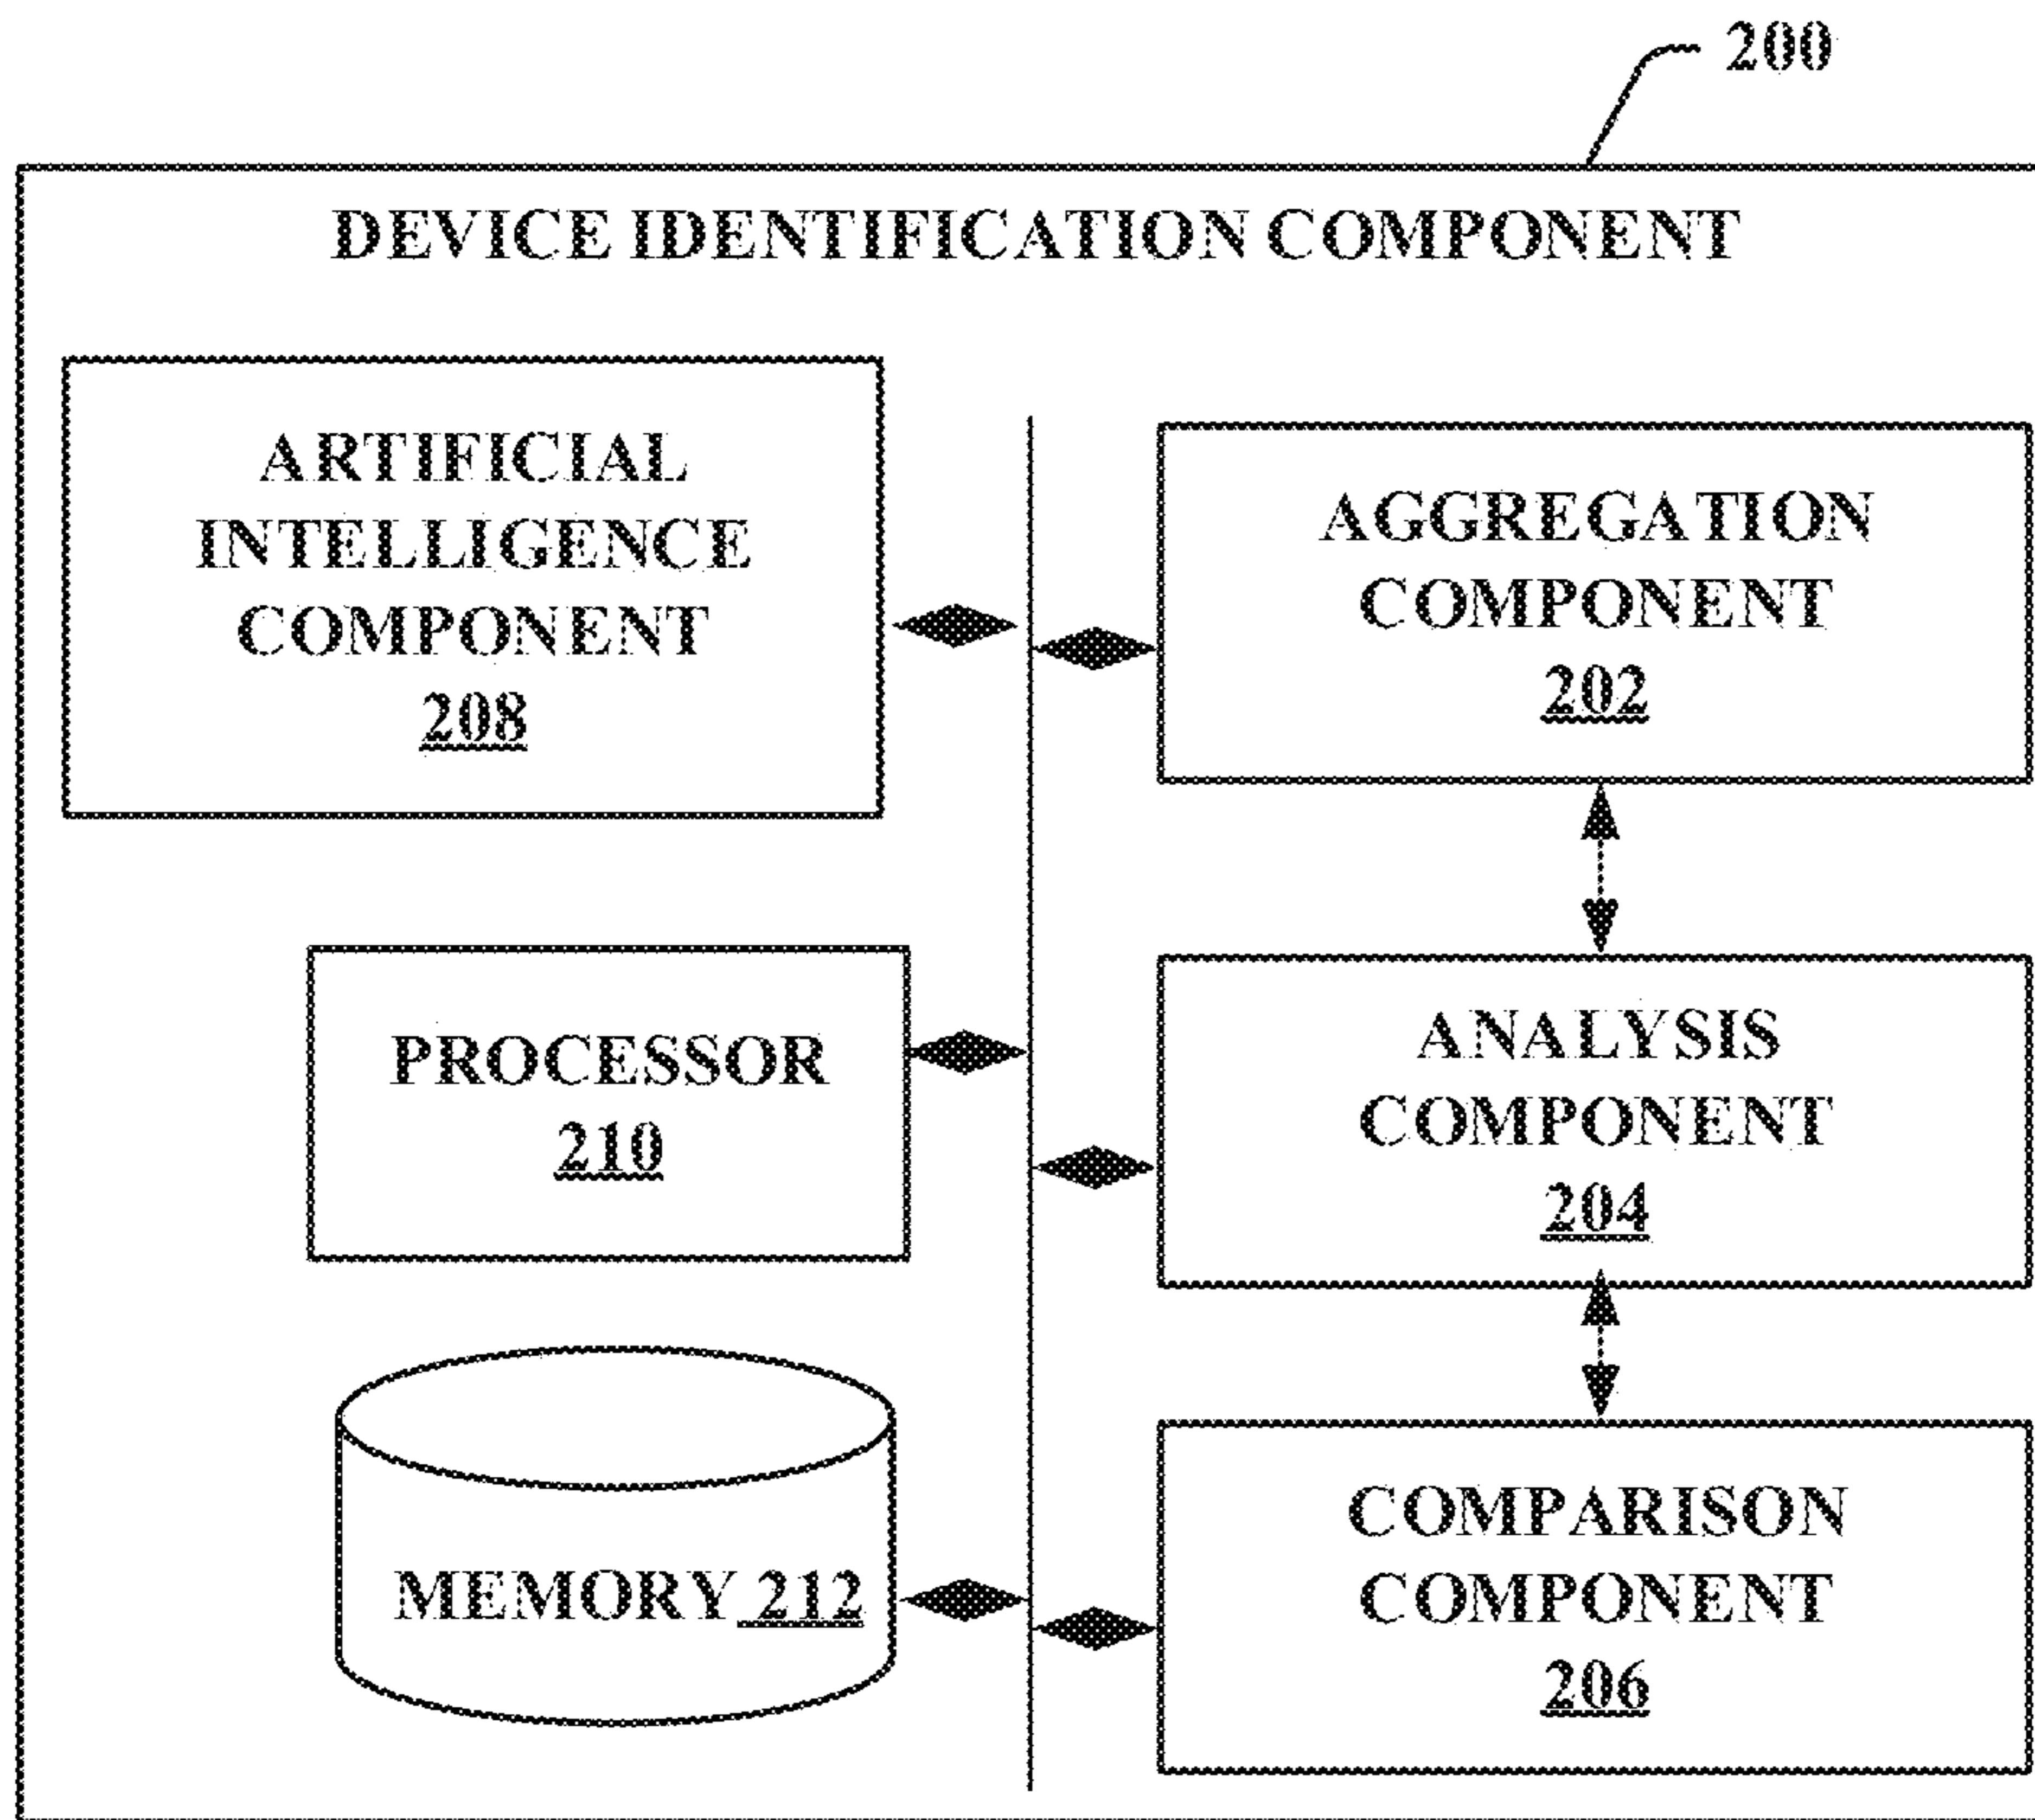 200
DEVICE IDENTIFICATION COMPONENT
ARTIFICIAL
INTELLIGENCE
COMPONENT
208
AGGREGATION
COMPONENT
202
PROCESSOR
210
ANALYSIS
COMPONENT
204
MEMORY 212
COMPARISON
COMPONENT
206